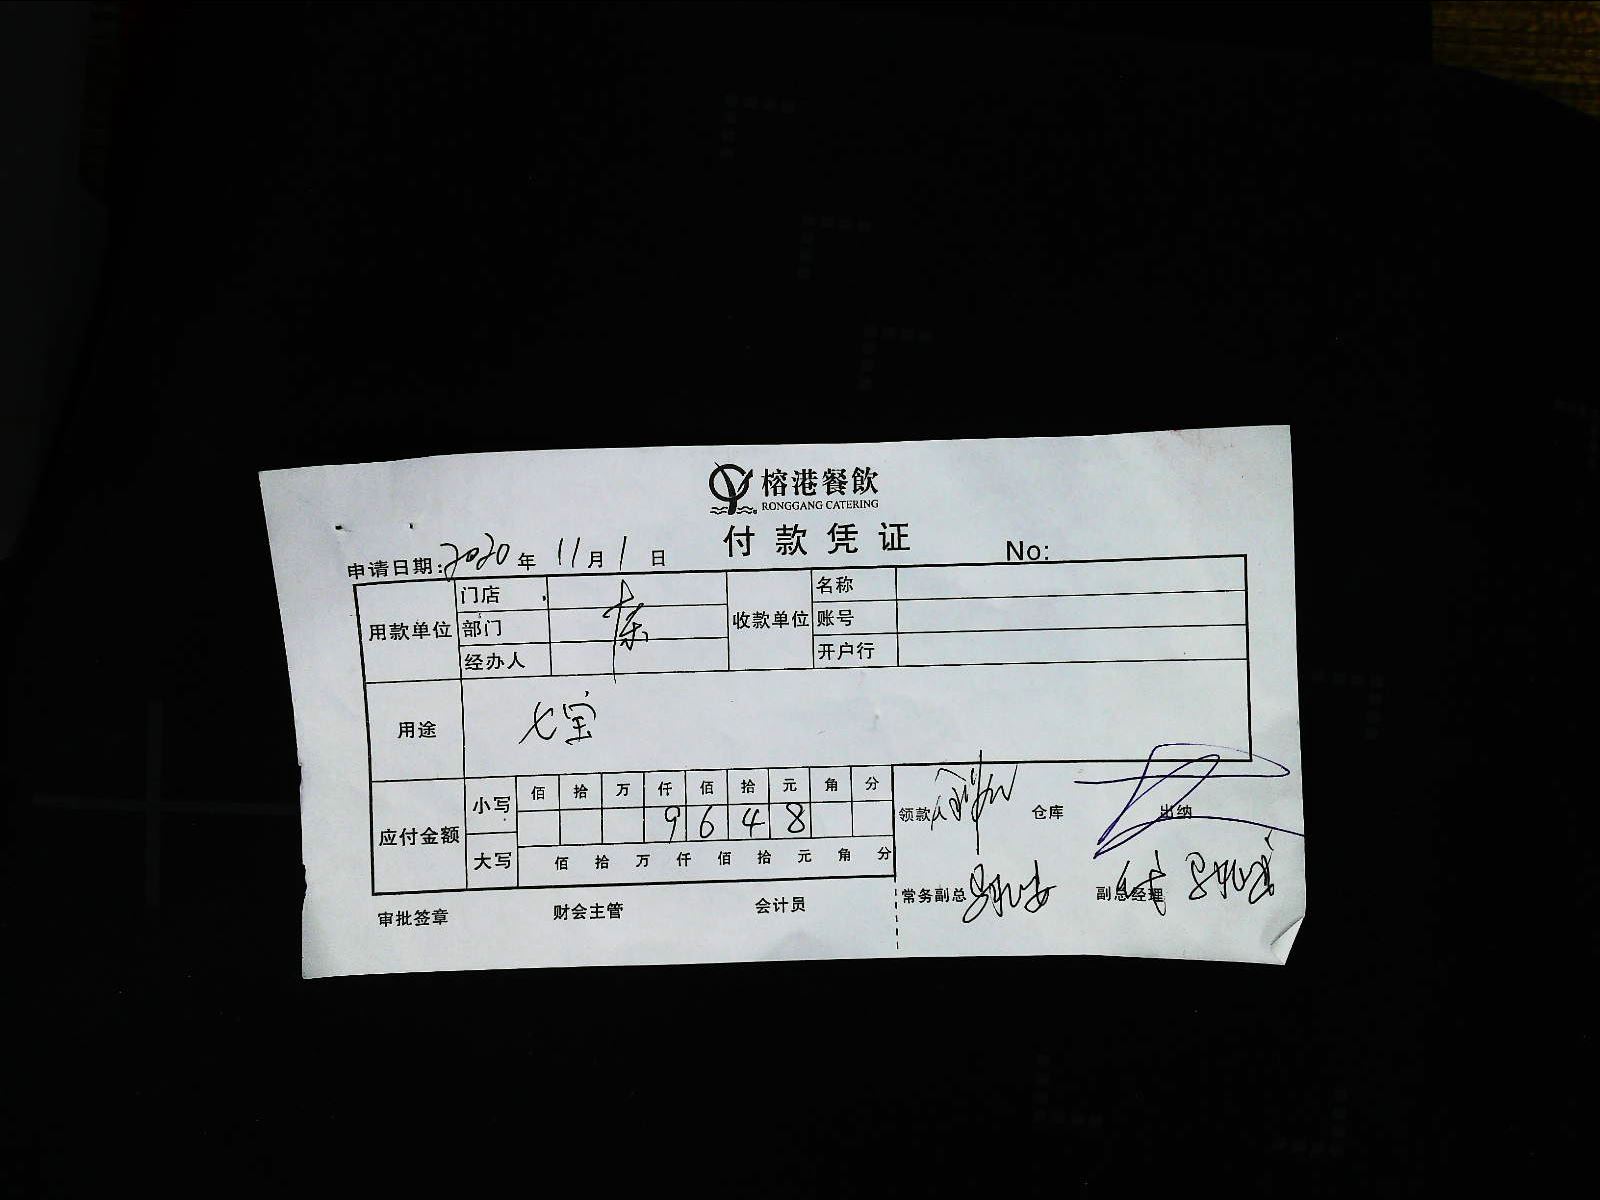 榕港餐飲
RONGGANG CATERING
付款凭证
申请日期:2020年11月1日 No:
用款单位 门店 收款单位 名称
部门 账号
经办人 开户行
用途 七宝
应付金额 小写 佰 拾 万 仟 佰 拾 元 角 分
9 6 4 8
领款人 仓库 出纳
大写 佰 拾 万 仟 佰 拾 元 角 分
常务副总 副总经理
审批签章 财会主管 会计员